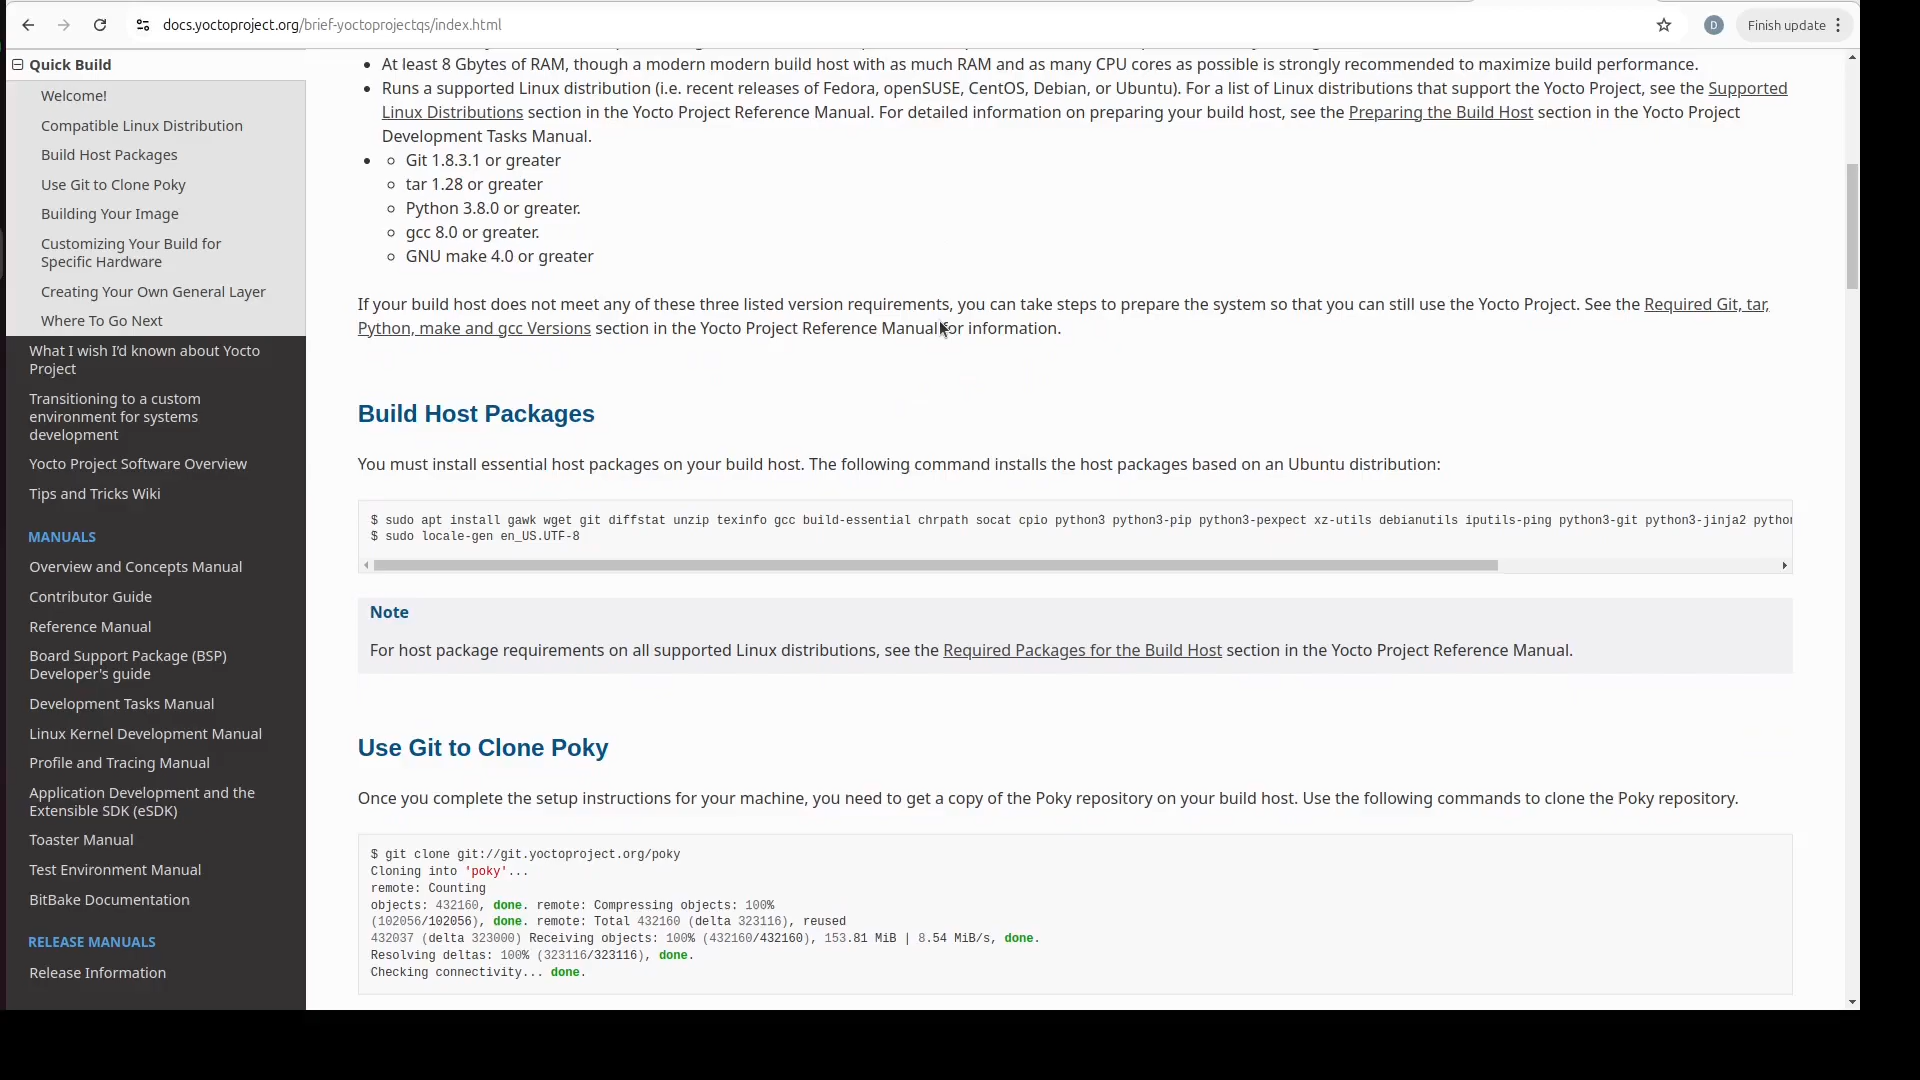 docs.yoctoproject.org/brief-yoctoprojectqs/index.html
D
Finish update
Quick Build
Welcome!
Compatible Linux Distribution
Build Host Packages
Use Git to Clone Poky
Building Your Image
Customizing Your Build for
Specific Hardware
Creating Your Own General Layer
Where To Go Next
What I wish I'd known about Yocto
Project
Transitioning to a custom
environment for systems
development
Yocto Project Software Overview
Tips and Tricks Wiki
MANUALS
Overview and Concepts Manual
Contributor Guide
Reference Manual
Board Support Package (BSP)
Developer's guide
Development Tasks Manual
Linux Kernel Development Manual
Profile and Tracing Manual
Application Development and the
Extensible SDK (eSDK)
Toaster Manual
Test Environment Manual
BitBake Documentation
RELEASE MANUALS
Release Information
At least 8 Gbytes of RAM, though a modern modern build host with as much RAM and as many CPU cores as possible is strongly recommended to maximize build performance.
Runs a supported Linux distribution (i.e. recent releases of Fedora, openSUSE, CentOS, Debian, or Ubuntu). For a list of Linux distributions that support the Yocto Project, see the Supported
Linux Distributions section in the Yocto Project Reference Manual. For detailed information on preparing your build host, see the Preparing the Build Host section in the Yocto Project
Development Tasks Manual.
Git 1.8.3.1 or greater
tar 1.28 or greater
Python 3.8.0 or greater.
gcc 8.0 or greater.
GNU make 4.0 or greater
If your build host does not meet any of these three listed version requirements, you can take steps to prepare the system so that you can still use the Yocto Project. See the Required Git, tar,
Python, make and gcc Versions section in the Yocto Project Reference Manual for information.
Build Host Packages
You must install essential host packages on your build host. The following command installs the host packages based on an Ubuntu distribution:
$ sudo apt install gawk wget git diffstat unzip texinfo gcc build-essential chrpath socat cpio python3 python3-pip python3-pexpect xz-utils debianutils iputils-ping python3-git python3-jinja2 python
$ sudo locale-gen en_US.UTF-8
Note
For host package requirements on all supported Linux distributions, see the Required Packages for the Build Host section in the Yocto Project Reference Manual.
Use Git to Clone Poky
Once you complete the setup instructions for your machine, you need to get a copy of the Poky repository on your build host. Use the following commands to clone the Poky repository.
$ git clone git://git.yoctoproject.org/poky
Cloning into 'poky'...
remote: Counting
objects: 432160, done. remote: Compressing objects: 100%
(102056/102056), done. remote: Total 432160 (delta 323116), reused
432037 (delta 323000) Receiving objects: 100% (432160/432160), 153.81 MiB | 8.54 MiB/s, done.
Resolving deltas: 100% (323116/323116), done.
Checking connectivity... done.